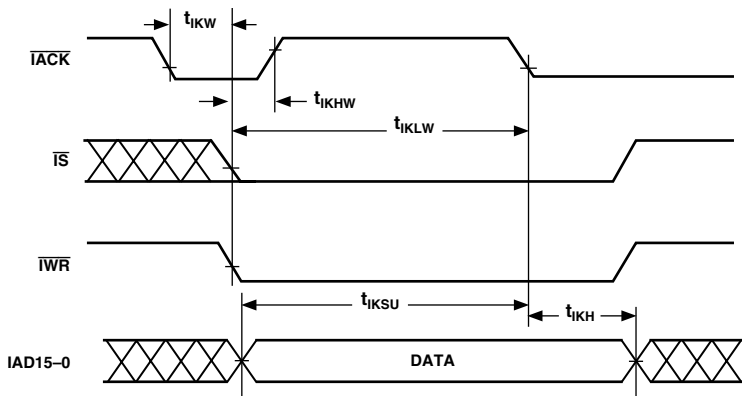 tIKW
IACK
tIKHW
tIKLW
IS
IWR
tIKSU
tIKH
IAD15–0
DATA